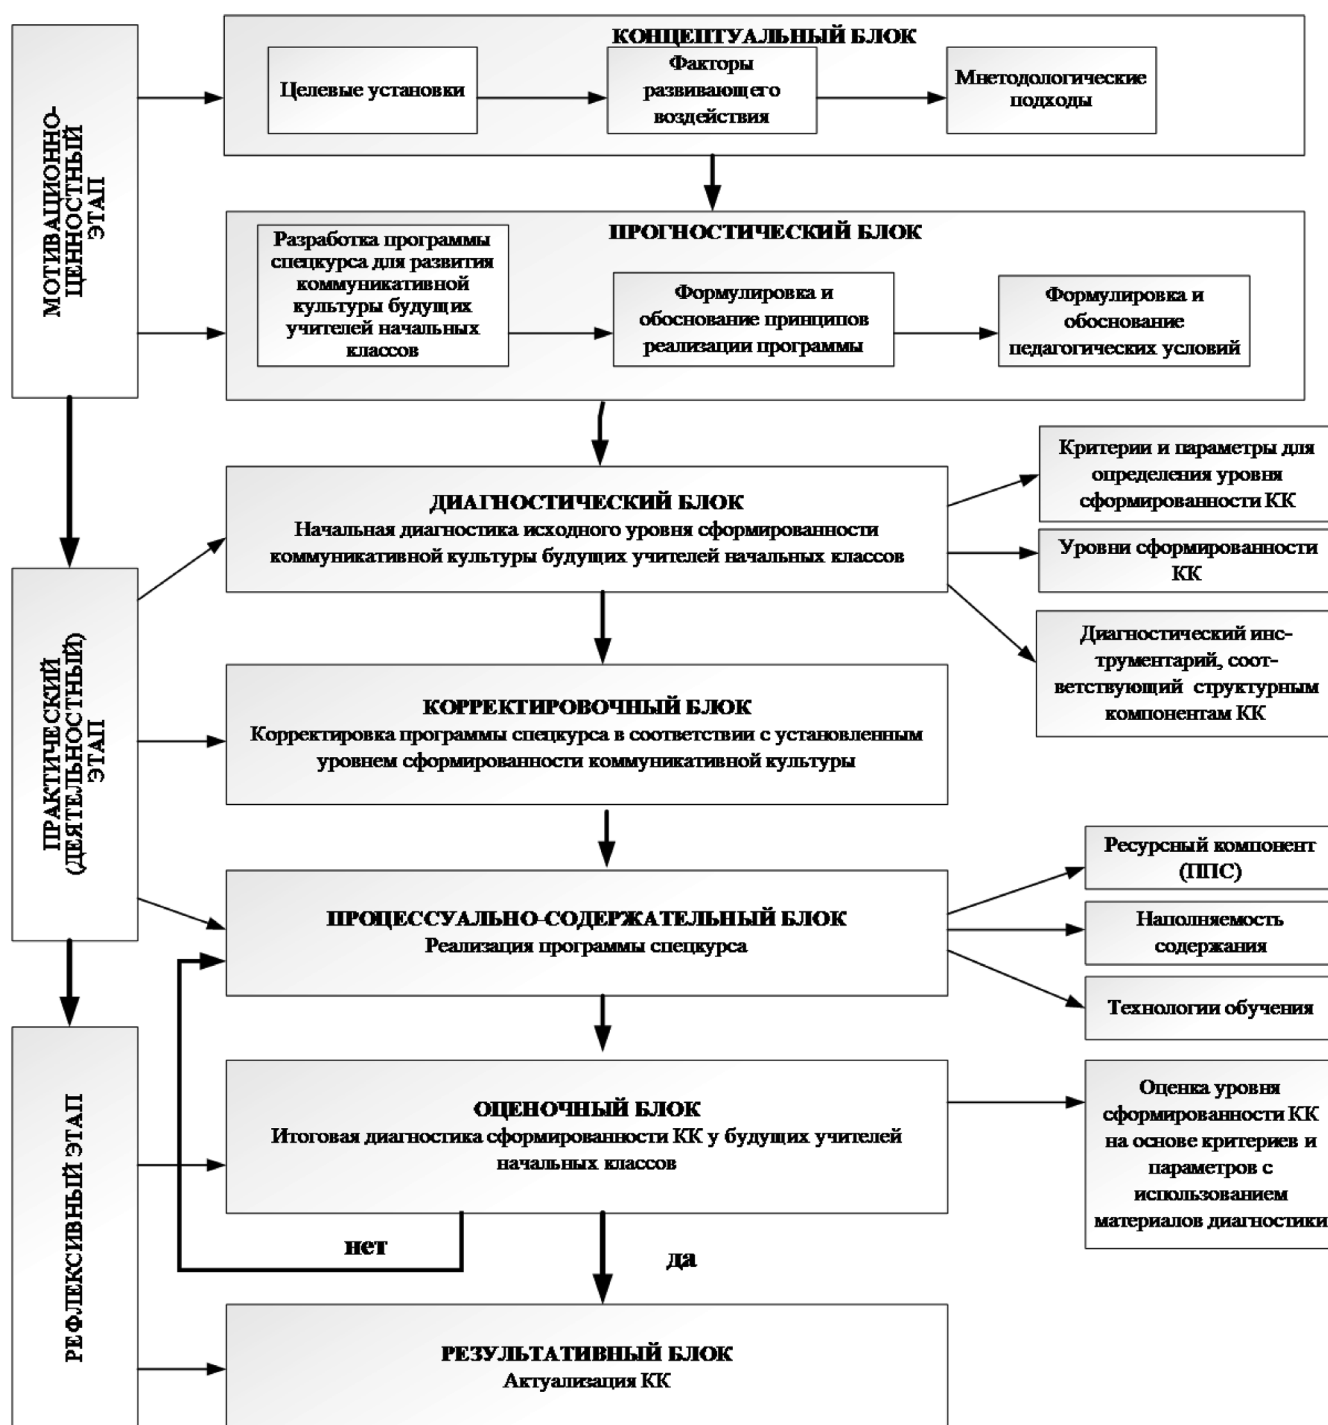 МОТИВАЦИОННО-
ЦЕННОСТНЫЙ
ЭТАП
КОНЦЕПТУАЛЬНЫЙ БЛОК
Целевые установки
Факторы
развивающего
воздействия
Мнетодологические
подходы
ПРОГНОСТИЧЕСКИЙ БЛОК
Разработка программы
спецкурса для развития
коммуникативной
культуры будущих
учителей начальных
классов
Формулировка и
обоснование принципов
реализации программы
Формулировка и
обоснование
педагогических условий
ПРАКТИЧЕСКИЙ
(ДЕЯТЕЛЬНОСТНЫЙ)
ЭТАП
ДИАГНОСТИЧЕСКИЙ БЛОК
Начальная диагностика исходного уровня сформированности
коммуникативной культуры будущих учителей начальных классов
Критерии и параметры для
определения уровня
сформированности КК
Уровни сформированности
КК
Диагностический инс-
трументарий, соот-
ветствующий структурным
компонентам КК
КОРРЕКТИРОВОЧНЫЙ БЛОК
Корректировка программы спецкурса в соответствии с установленным
уровнем сформированности коммуникативной культуры
ПРОЦЕССУАЛЬНО-СОДЕРЖАТЕЛЬНЫЙ БЛОК
Реализация программы спецкурса
Ресурсный компонент
(ППС)
Наполняемость
содержания
Технологии обучения
РЕФЛЕКСИВНЫЙ ЭТАП
ОЦЕНОЧНЫЙ БЛОК
Итоговая диагностика сформированности КК у будущих учителей
начальных классов
Оценка уровня
сформированности КК
на основе критериев и
параметров с
использованием
материалов диагностики
нет
да
РЕЗУЛЬТАТИВНЫЙ БЛОК
Актуализация КК